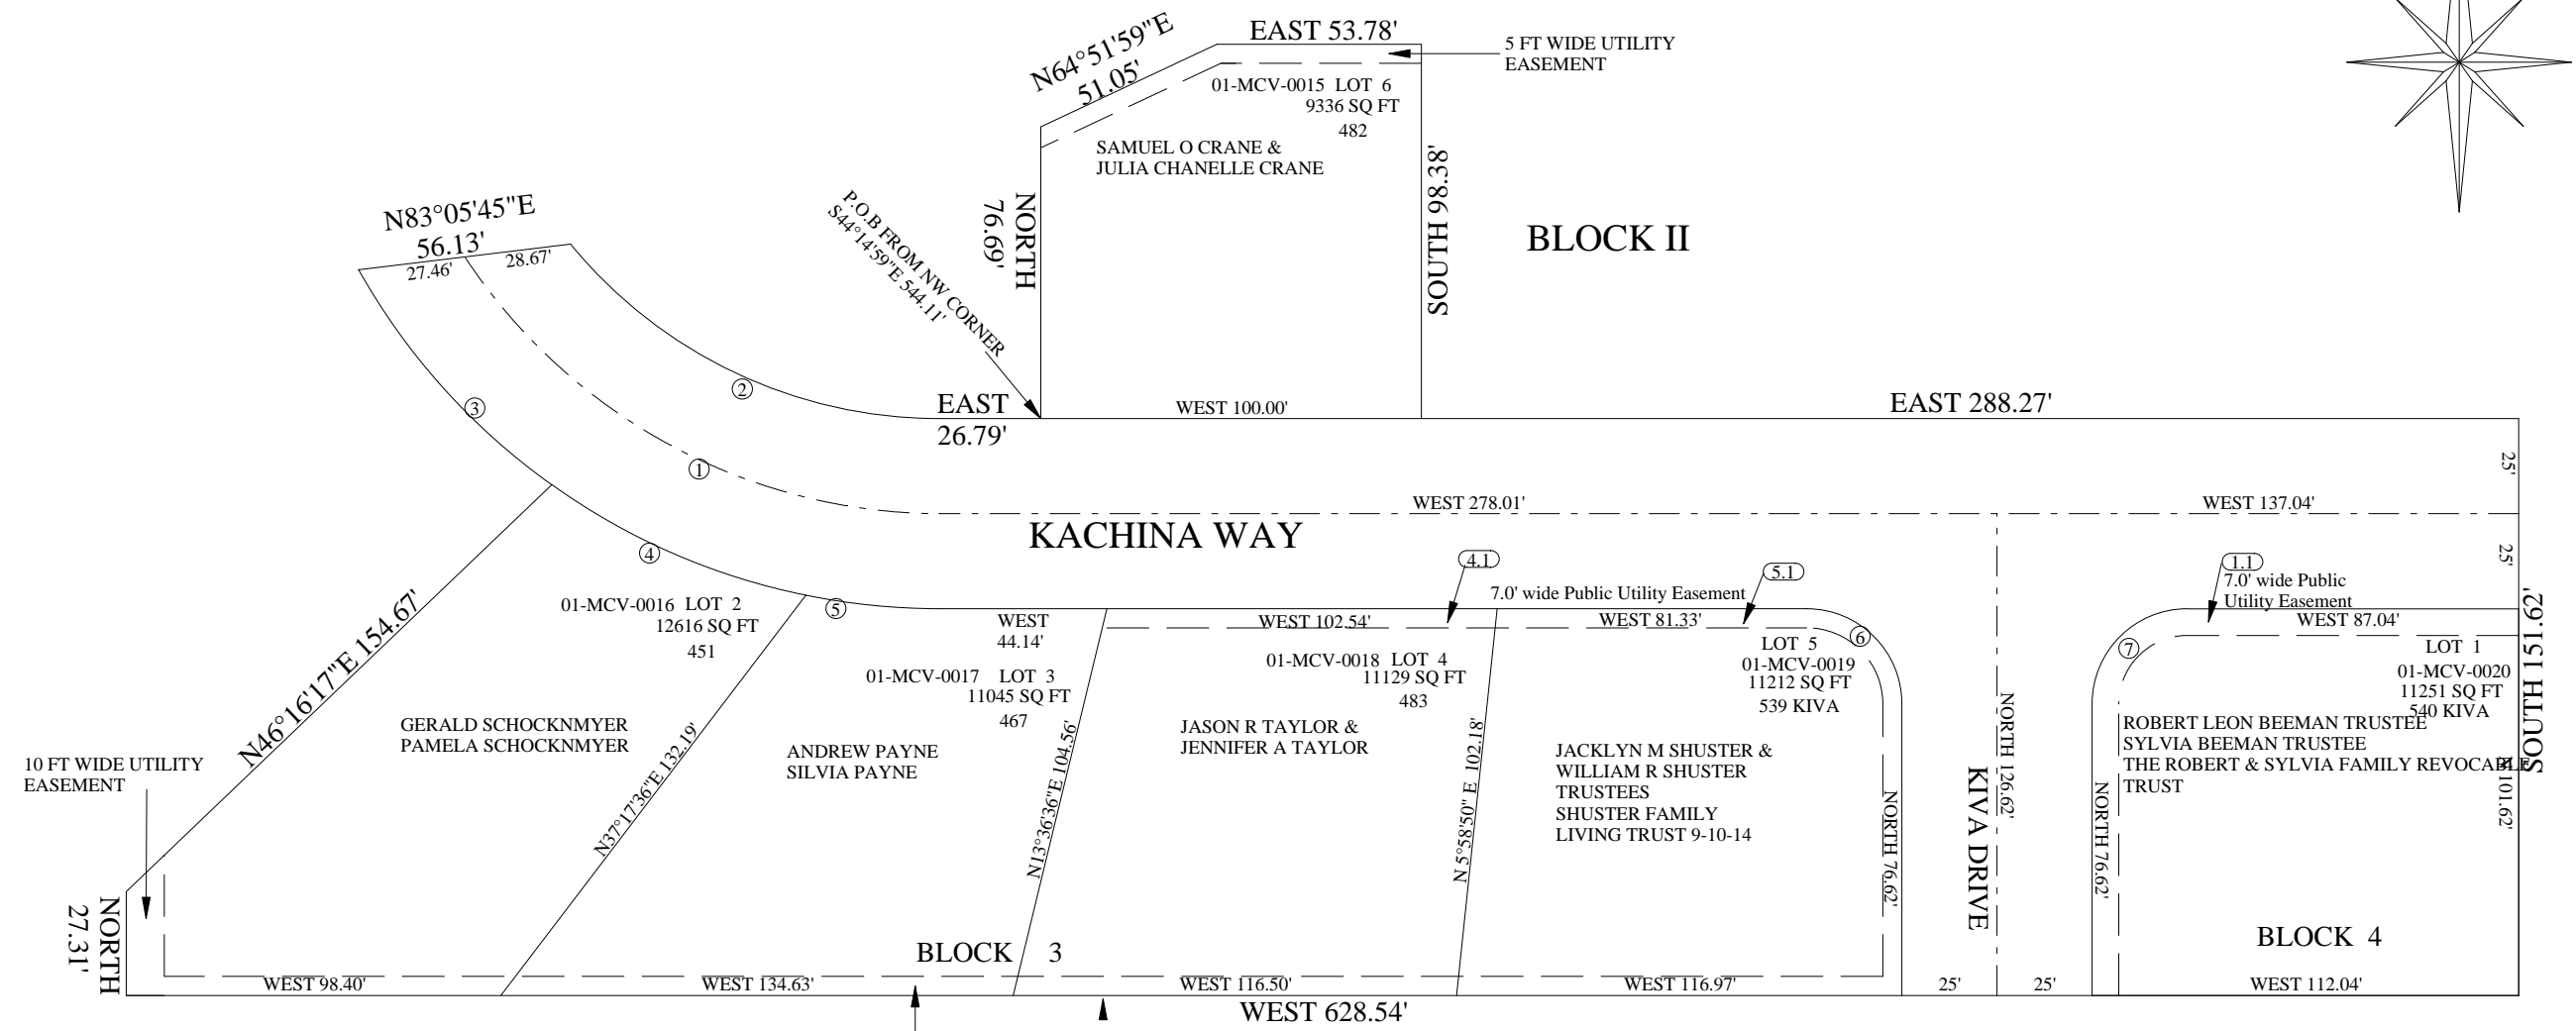 EAST 53.78'
N64°51'59"E
51.05'
5 FT WIDE UTILITY
EASEMENT
01-MCV-0015 LOT 6
9336 SQ FT
482
SAMUEL O CRANE &
JULIA CHANELLE CRANE
NORTH
76.69'
SOUTH 98.38'
BLOCK II
P.O.B FROM NW CORNER
S44°14'59"E 544.11'
N83°05'45"E
56.13'
27.46'
28.67'
3
2
1
EAST
26.79'
WEST 100.00'
EAST 288.27'
25'
WEST 278.01'
WEST 137.04'
KACHINA WAY
25'
4
5
4.1
5.1
1.1
7.0' wide Public Utility Easement
7.0' wide Public
Utility Easement
N46°16'17"E 154.67'
01-MCV-0016 LOT 2
12616 SQ FT
451
WEST
44.14'
WEST 102.54'
WEST 81.33'
WEST 87.04'
6
7
01-MCV-0017 LOT 3
11045 SQ FT
467
01-MCV-0018 LOT 4
11129 SQ FT
483
LOT 5
01-MCV-0019
11212 SQ FT
539 KIVA
LOT 1
01-MCV-0020
11251 SQ FT
540 KIVA
SOUTH 151.62'
GERALD SCHOCKNMYER
PAMELA SCHOCKNMYER
N37°17'36"E 132.19'
ANDREW PAYNE
SILVIA PAYNE
N13°36'36"E 104.56'
JASON R TAYLOR &
JENNIFER A TAYLOR
N 5°58'50" E 102.18'
JACKLYN M SHUSTER &
WILLIAM R SHUSTER
TRUSTEES
SHUSTER FAMILY
LIVING TRUST 9-10-14
NORTH 76.62'
KIVA DRIVE
NORTH 126.62'
NORTH 76.62'
ROBERT LEON BEEMAN TRUSTEE
SYLVIA BEEMAN TRUSTEE
THE ROBERT & SYLVIA FAMILY REVOCABLE
TRUST
101.62'
10 FT WIDE UTILITY
EASEMENT
NORTH
27.31'
BLOCK 3
BLOCK 4
WEST 98.40'
WEST 134.63'
WEST 116.50'
WEST 116.97'
25'
25'
WEST 112.04'
WEST 628.54'